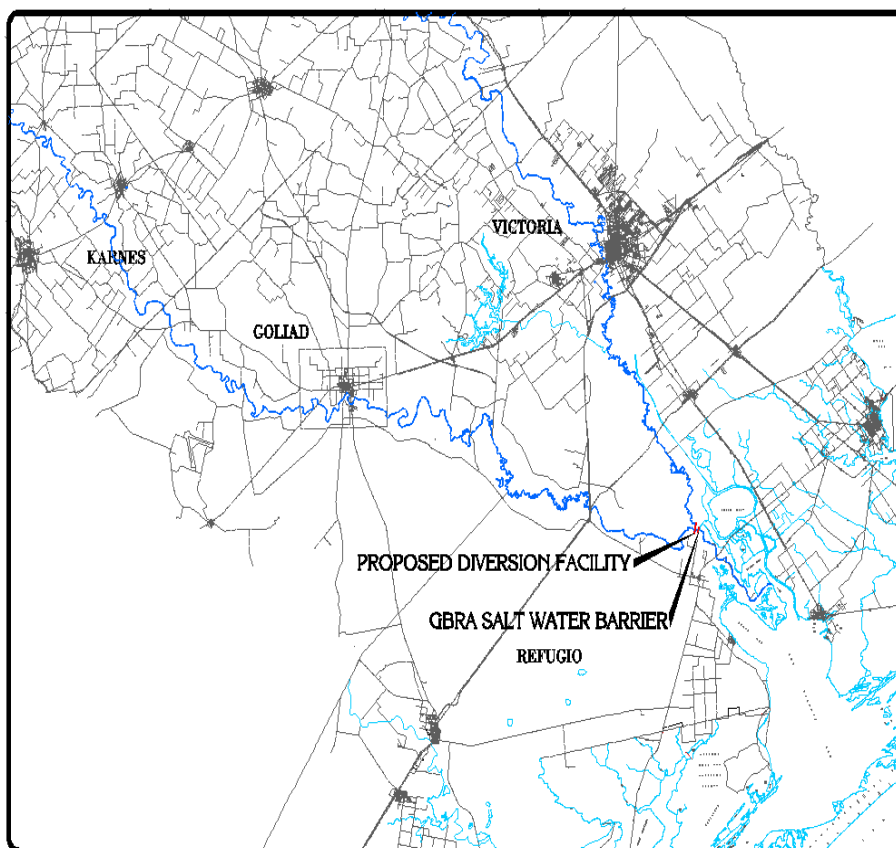 VICTORIA
KARNES
GOLIAD
PROPOSED DIVERSION FACILITY
GBRA SALT WATER BARRIER
REFUGIO